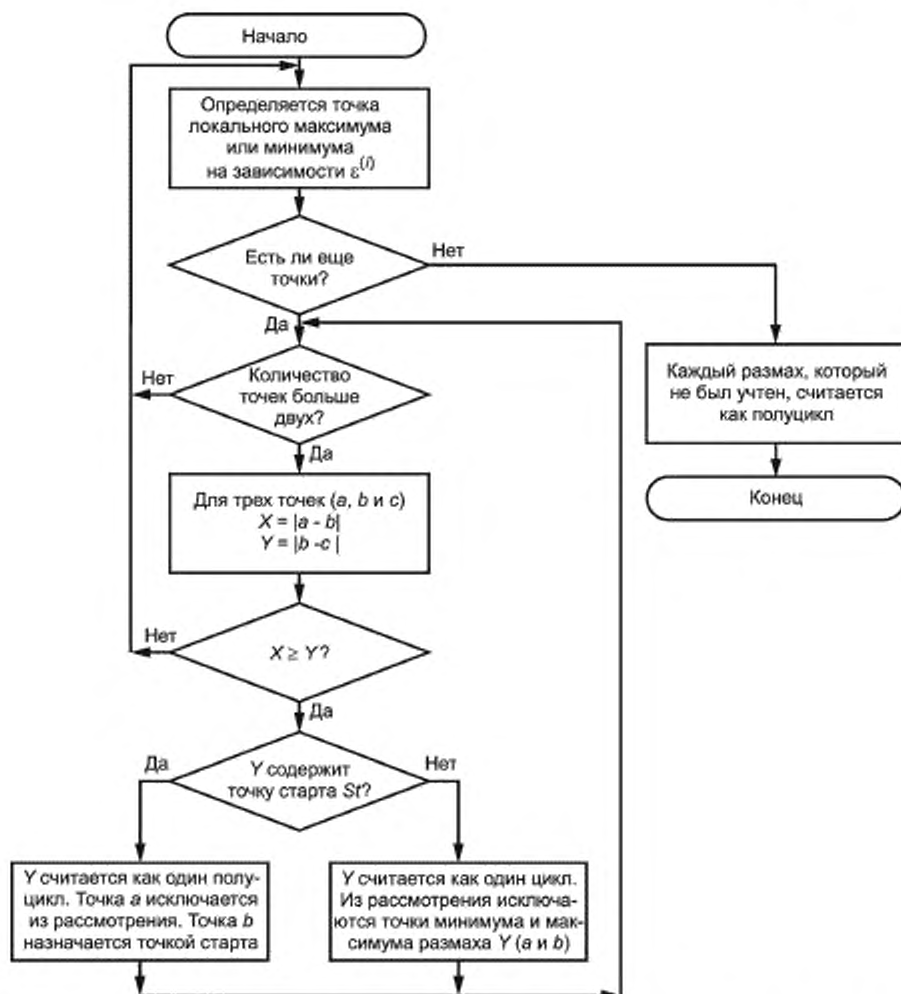 Начало
Определяется точка
локального максимума
или минимума
на зависимости ε⁽ⁱ⁾
Есть ли еще
точки?
Нет
Да
Количество
точек больше
двух?
Нет
Каждый размах, который
не был учтен, считается
как полуцикл
Да
Для трех точек (a, b и c)
X = |a - b|
Y = |b -c |
Конец
X ≥ Y?
Нет
Да
Y содержит
точку старта St?
Да
Нет
Y считается как один полу-
цикл. Точка a исключается
из рассмотрения. Точка b
назначается точкой старта
Y считается как один цикл.
Из рассмотрения исключа-
ются точки минимума и мак-
симума размаха Y (a и b)